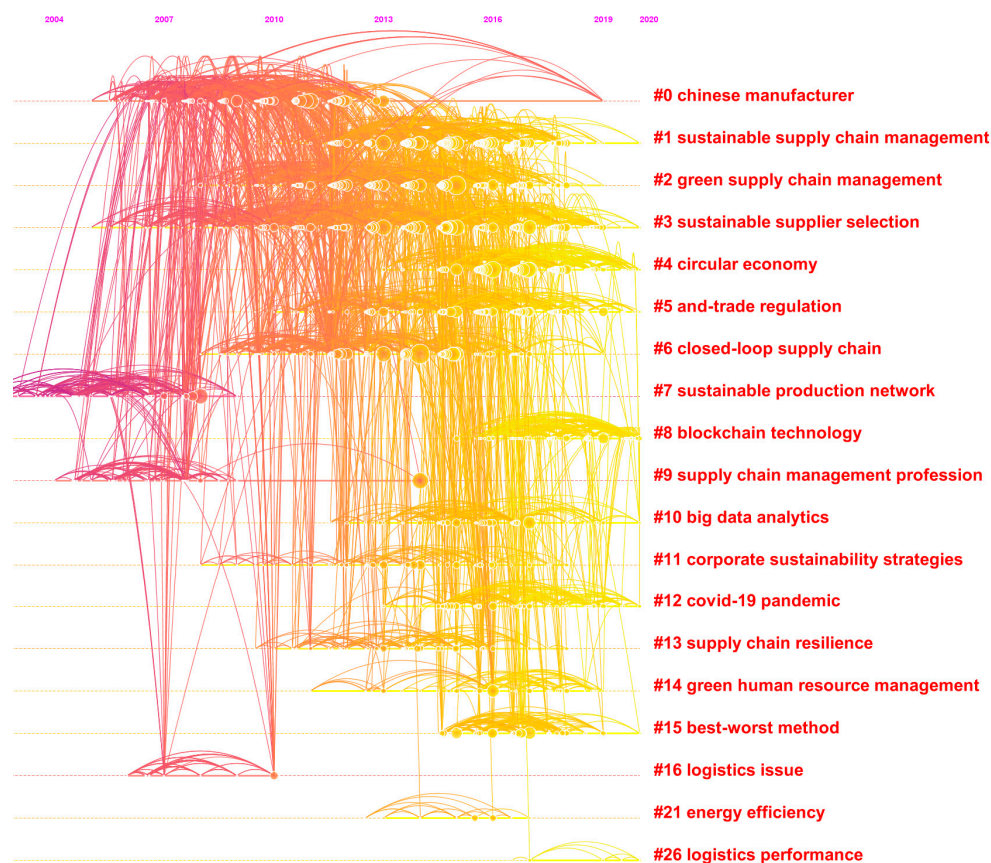 2004 2007 2010 2013 2016 2019 2020
#0 chinese manufacturer
#1 sustainable supply chain management
#2 green supply chain management
#3 sustainable supplier selection
#4 circular economy
#5 and-trade regulation
#6 closed-loop supply chain
#7 sustainable production network
#8 blockchain technology
#9 supply chain management profession
#10 big data analytics
#11 corporate sustainability strategies
#12 covid-19 pandemic
#13 supply chain resilience
#14 green human resource management
#15 best-worst method
#16 logistics issue
#21 energy efficiency
#26 logistics performance